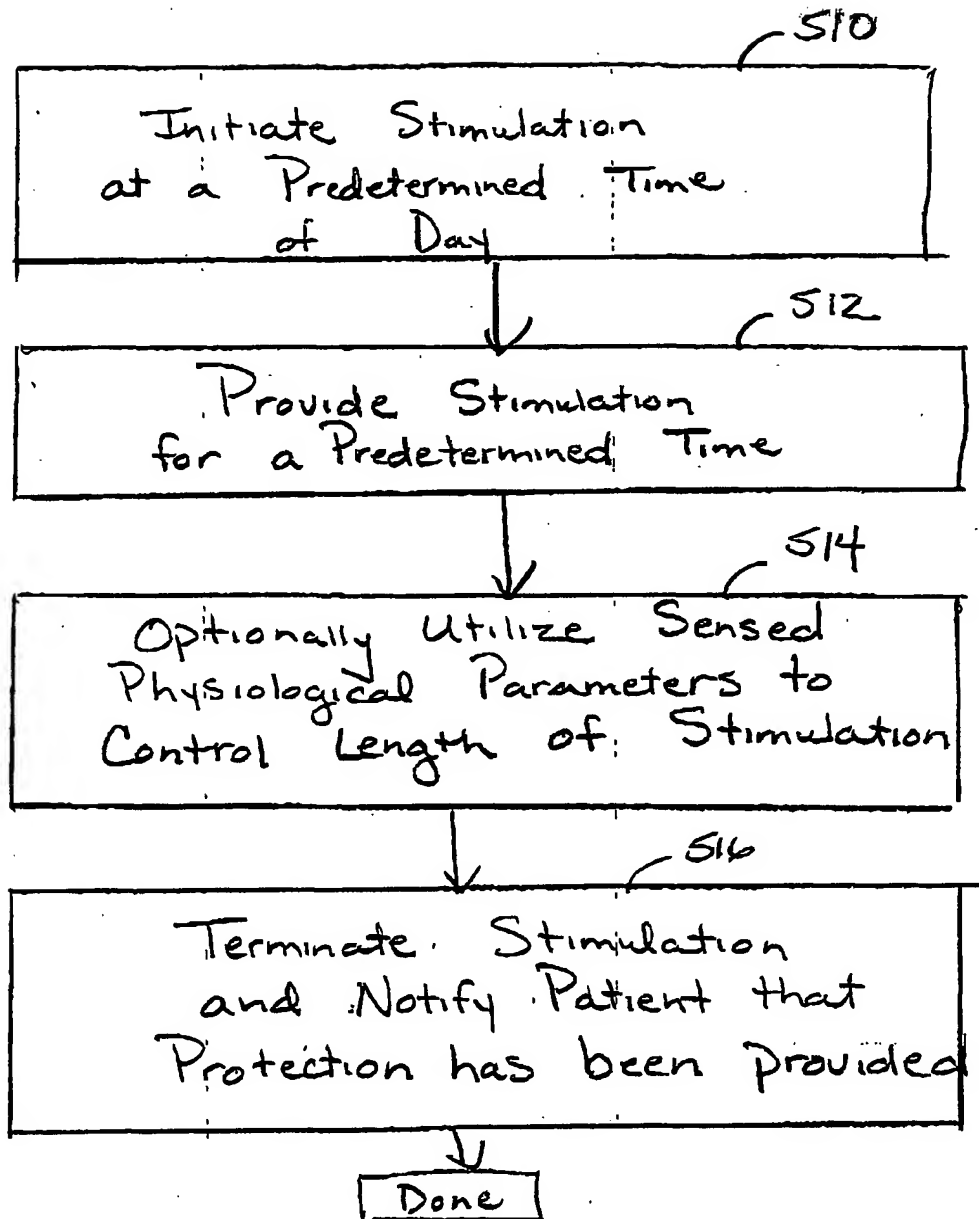 510
Initiate Stimulation
at a Predetermined Time
of Day
512
Provide Stimulation
for a Predetermined Time
514
Optionally Utilize Sensed
Physiological Parameters to
Control Length of Stimulation
516
Terminate Stimulation
and Notify Patient that
Protection has been provided
Done